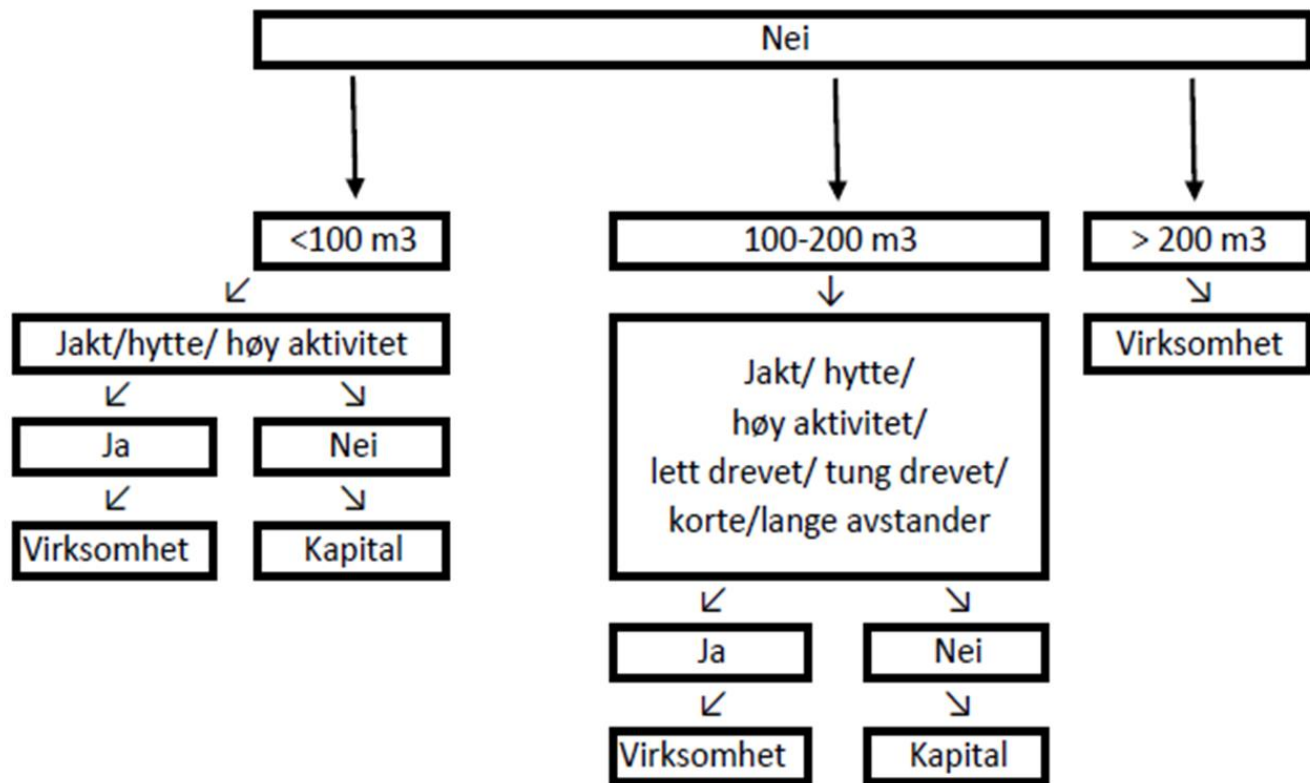 Nei
<100 m3
100-200 m3
> 200 m3
Jakt/hytte/ høy aktivitet
Jakt/ hytte/
høy aktivitet/
lett drevet/ tung drevet/
korte/lange avstander
Virksomhet
Ja
Nei
Virksomhet
Kapital
Ja
Nei
Virksomhet
Kapital